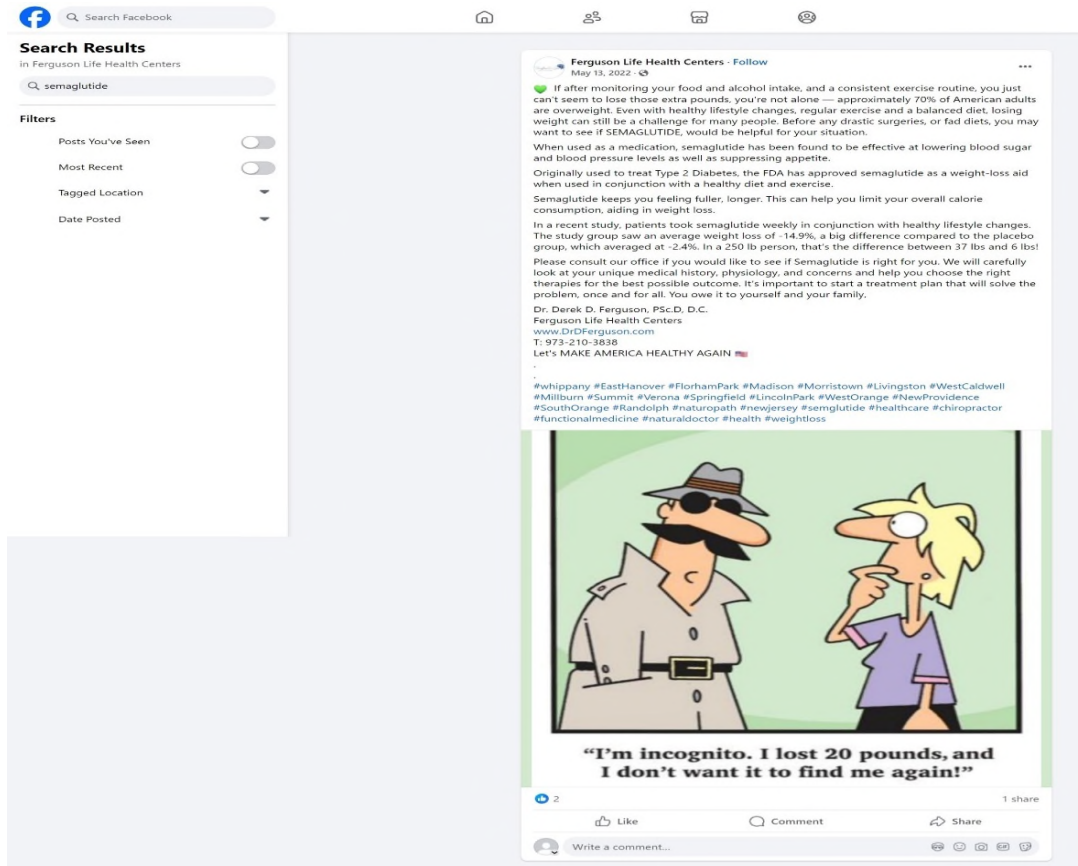 Search Facebook
Search Results
in Ferguson Life Health Centers
semaglutide
Filters
Posts You've Seen
Most Recent
Tagged Location
Date Posted
Ferguson Life Health Centers · Follow
May 13, 2022 ·
If after monitoring your food and alcohol intake, and a consistent exercise routine, you just
can't seem to lose those extra pounds, you're not alone — approximately 70% of American adults
are overweight. Even with healthy lifestyle changes, regular exercise and a balanced diet, losing
weight can still be a challenge for many people. Before any drastic surgeries, or fad diets, you may
want to see if SEMAGLUTIDE, would be helpful for your situation.
When used as a medication, semaglutide has been found to be effective at lowering blood sugar
and blood pressure levels as well as suppressing appetite.
Originally used to treat Type 2 Diabetes, the FDA has approved semaglutide as a weight-loss aid
when used in conjunction with a healthy diet and exercise.
Semaglutide keeps you feeling fuller, longer. This can help you limit your overall calorie
consumption, aiding in weight loss.
In a recent study, patients took semaglutide weekly in conjunction with healthy lifestyle changes.
The study group saw an average weight loss of -14.9%, a big difference compared to the placebo
group, which averaged at -2.4%. In a 250 lb person, that's the difference between 37 lbs and 6 lbs!
Please consult our office if you would like to see if Semaglutide is right for you. We will carefully
look at your unique medical history, physiology, and concerns and help you choose the right
therapies for the best possible outcome. It's important to start a treatment plan that will solve the
problem, once and for all. You owe it to yourself and your family.
Dr. Derek D. Ferguson, PSc.D, D.C.
Ferguson Life Health Centers
www.DrDFerguson.com
T: 973-210-3838
Let's MAKE AMERICA HEALTHY AGAIN
.
.
#whippany #EastHanover #FlorhamPark #Madison #Morristown #Livingston #WestCaldwell
#Millburn #Summit #Verona #Springfield #LincolnPark #WestOrange #NewProvidence
#SouthOrange #Randolph #naturopath #newjersey #semglutide #healthcare #chiropractor
#functionalmedicine #naturaldoctor #health #weightloss
“I’m incognito. I lost 20 pounds, and
I don’t want it to find me again!”
2
1 share
Like
Comment
Share
Write a comment...